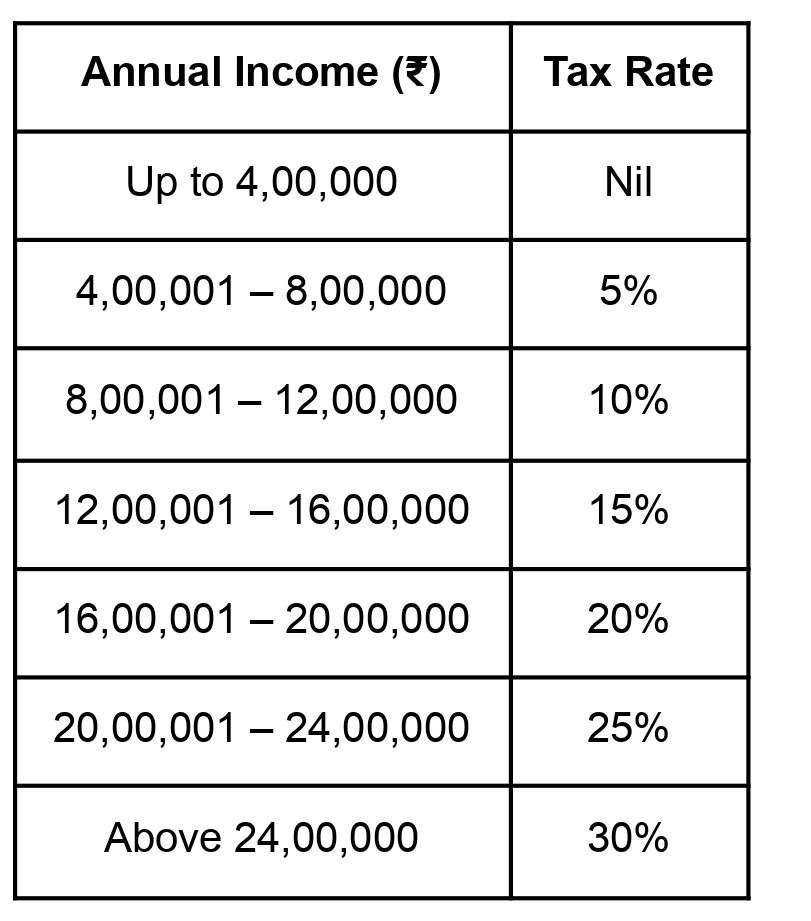 Annual Income (₹) Tax Rate
Up to 4,00,000 Nil
4,00,001 – 8,00,000 5%
8,00,001 – 12,00,000 10%
12,00,001 – 16,00,000 15%
16,00,001 – 20,00,000 20%
20,00,001 – 24,00,000 25%
Above 24,00,000 30%